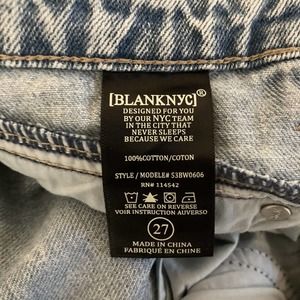 [BLANKNYC]®
DESIGNED FOR YOU
BY OUR NYC TEAM
IN THE CITY THAT
NEVER SLEEPS
BECAUSE WE CARE
100%COTTON/COTON
STYLE / MODELE# 53BW0606
RN# 114542
SEE CARE ON REVERSE
VOIR INSTRUCTION AUVERSO
27
MADE IN CHINA
FABRIQUÉ EN CHINE